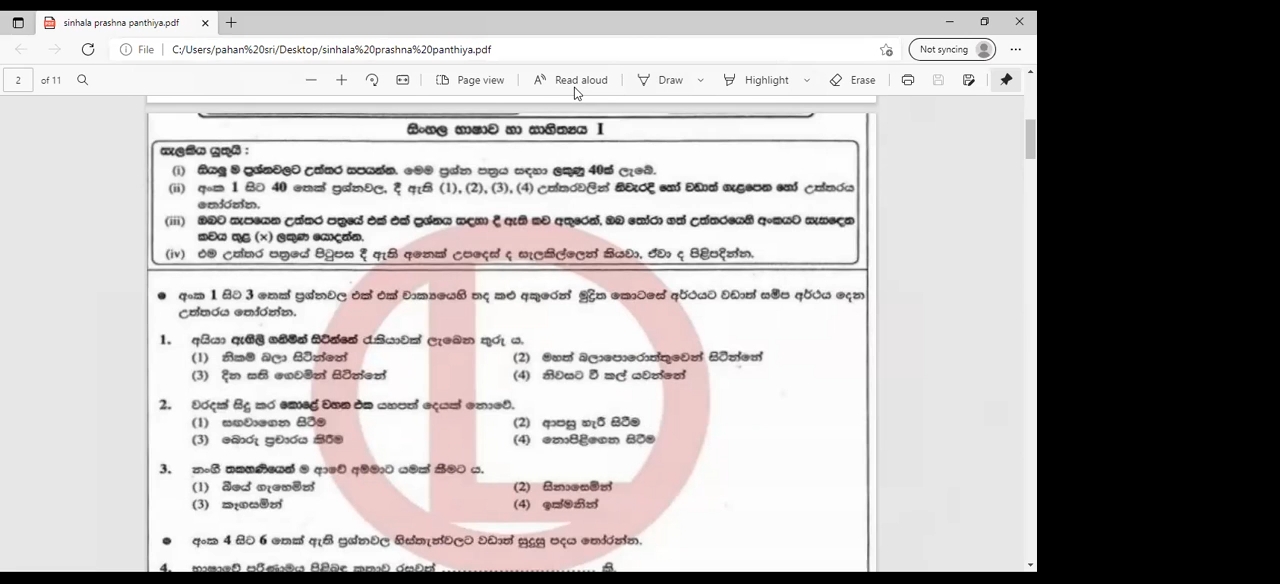 sinhala prashna panthiya.pdf
File C:/Users/pahan%20sri/Desktop/sinhala%20prashna%20panthiya.pdf Not syncing
2 of 11 Page view Read aloud Draw Highlight Erase
සිංහල භාෂාව හා සාහිත්‍යය I
සැලකිය යුතුයි :
(i) සියලු ම ප්‍රශ්නවලට උත්තර සපයන්න. මෙම ප්‍රශ්න පත්‍රය සඳහා ලකුණු 40ක් ලැබේ.
(ii) අංක 1 සිට 40 තෙක් ප්‍රශ්නවල, දී ඇති (1), (2), (3), (4) උත්තරවලින් නිවැරදි හෝ වඩාත් ගැළපෙන හෝ උත්තරය
තෝරන්න.
(iii) ඔබට සැපයෙන උත්තර පත්‍රයේ එක් එක් ප්‍රශ්නය සඳහා දී ඇති කව අතුරෙන්, ඔබ තෝරා ගත් උත්තරයෙහි අංකයට සැසඳෙන
කවය තුළ (×) ලකුණ යොදන්න.
(iv) එම උත්තර පත්‍රයේ පිටුපස දී ඇති අනෙක් උපදෙස් ද සැලකිල්ලෙන් කියවා, ඒවා ද පිළිපදින්න.
● අංක 1 සිට 3 තෙක් ප්‍රශ්නවල එක් එක් වාක්‍යයෙහි තද කළු අකුරෙන් මුද්‍රිත කොටසේ අර්ථයට වඩාත් සමීප අර්ථය දෙන
උත්තරය තෝරන්න.
1. අයියා ඇඟිලි ගනිමින් සිටින්නේ රැකියාවක් ලැබෙන තුරු ය.
(1) නිකම් බලා සිටින්නේ (2) මහත් බලාපොරොත්තුවෙන් සිටින්නේ
(3) දින සති ගෙවමින් සිටින්නේ (4) නිවසට වී කල් යවන්නේ
2. වරදක් සිදු කර කොළේ වහන එක යහපත් දෙයක් නොවේ.
(1) සඟවාගෙන සිටීම (2) ආපසු හැරී සිටීම
(3) බොරු ප්‍රචාරය කිරීම (4) නොපිළිගෙන සිටීම
3. නංගී තකහණියෙන් ම ආවේ අම්මාට යමක් කීමට ය.
(1) බියේ ගැහෙමින් (2) සිනාසෙමින්
(3) කෑගසමින් (4) ඉක්මනින්
● අංක 4 සිට 6 තෙක් ඇති ප්‍රශ්නවල හිස්තැන්වලට වඩාත් සුදුසු පදය තෝරන්න.
4. භාෂාවේ පරිණාමය පිළිබඳ කතාව රසවත් .............................. කි.